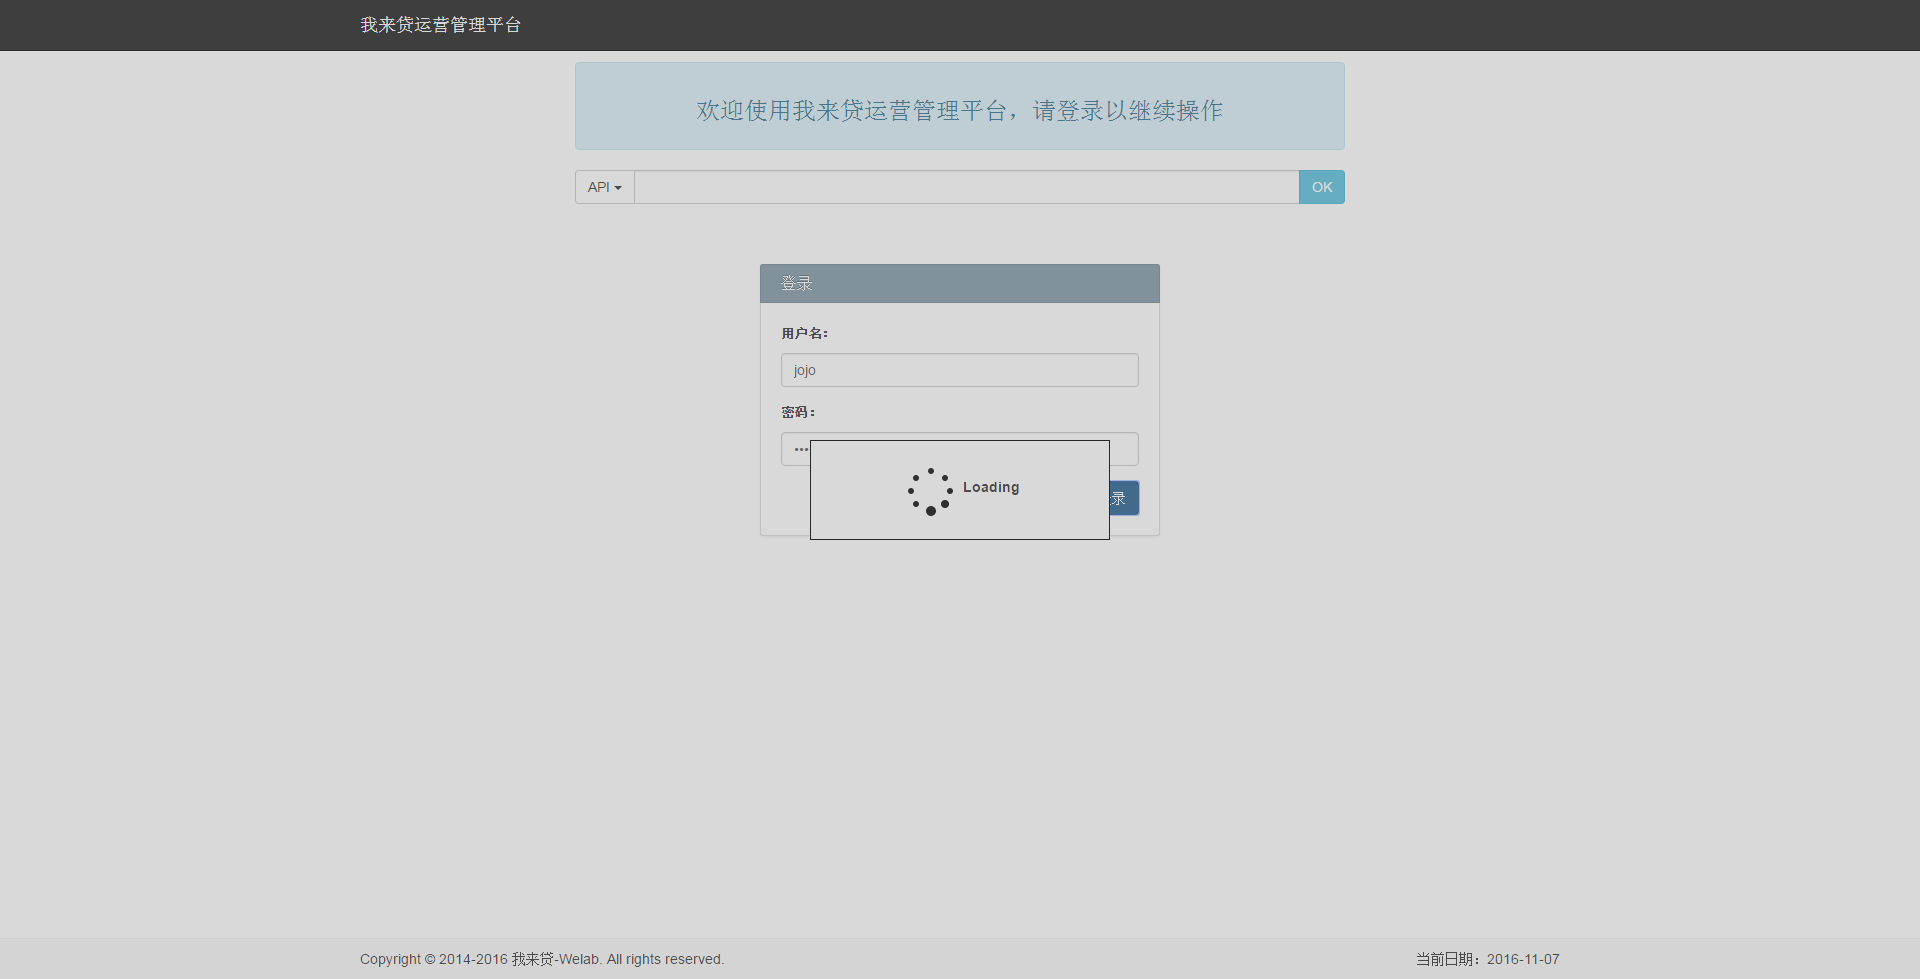 我来贷运营管理平台
欢迎使用我来贷运营管理平台，请登录以继续操作
API
OK
登录
用户名：
jojo
密码：
Loading
录
Copyright © 2014-2016 我来贷-Welab. All rights reserved.
当前日期：2016-11-07